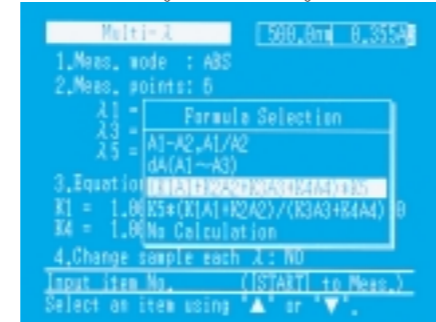 Multi-λ 500.0nm 0.355A
1.Meas. mode : ABS
2.Meas. points: 6
λ1 =
λ3 =
λ5 =
Formula Selection
A1-A2,A1/A2
dA(A1~A3)
(K1A1+K2A2+K3A3+K4A4)*K5
K5*(K1A1+K2A2)/(K3A3+K4A4)
No Calculation
3.Equatio
K1 = 1.00
K4 = 1.00
4.Change sample each λ: NO
Input item No. ([START] to Meas.)
Select an item using "▲" or "▼".